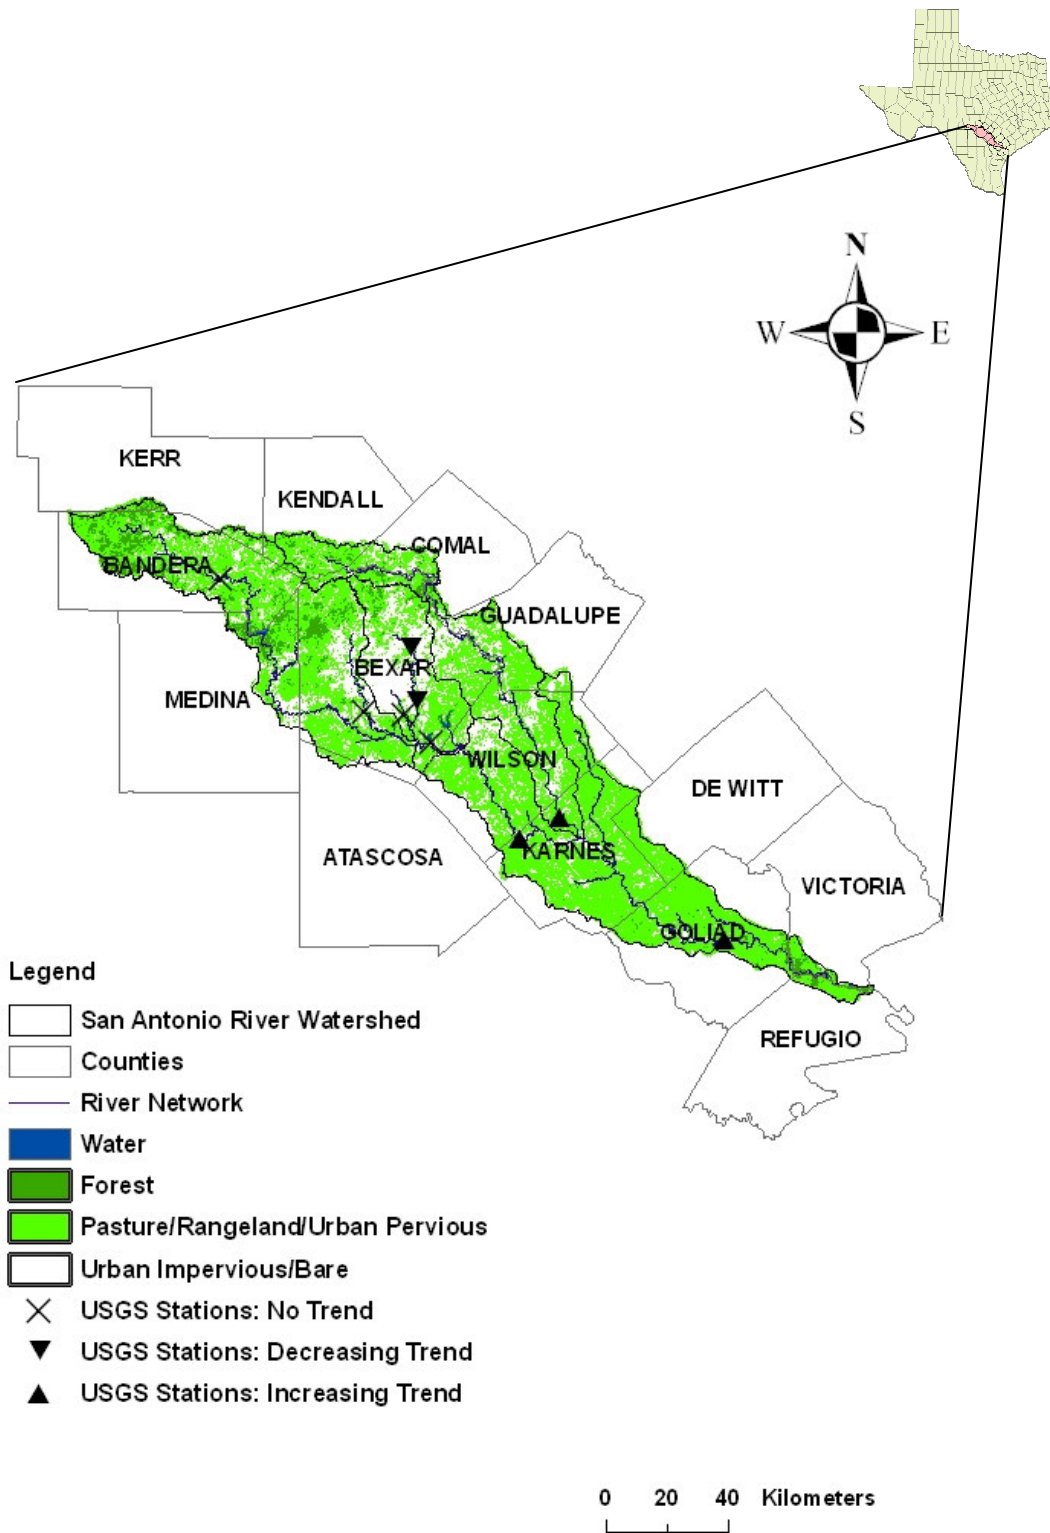 N
W E
S
KERR
KENDALL
COMAL
BANDERA
GUADALUPE
BEXAR
MEDINA
WILSON
DE WITT
ATASCOSA
KARNES
VICTORIA
GOLIAD
REFUGIO
Legend
San Antonio River Watershed
Counties
River Network
Water
Forest
Pasture/Rangeland/Urban Pervious
Urban Impervious/Bare
USGS Stations: No Trend
USGS Stations: Decreasing Trend
USGS Stations: Increasing Trend
0 20 40 Kilometers